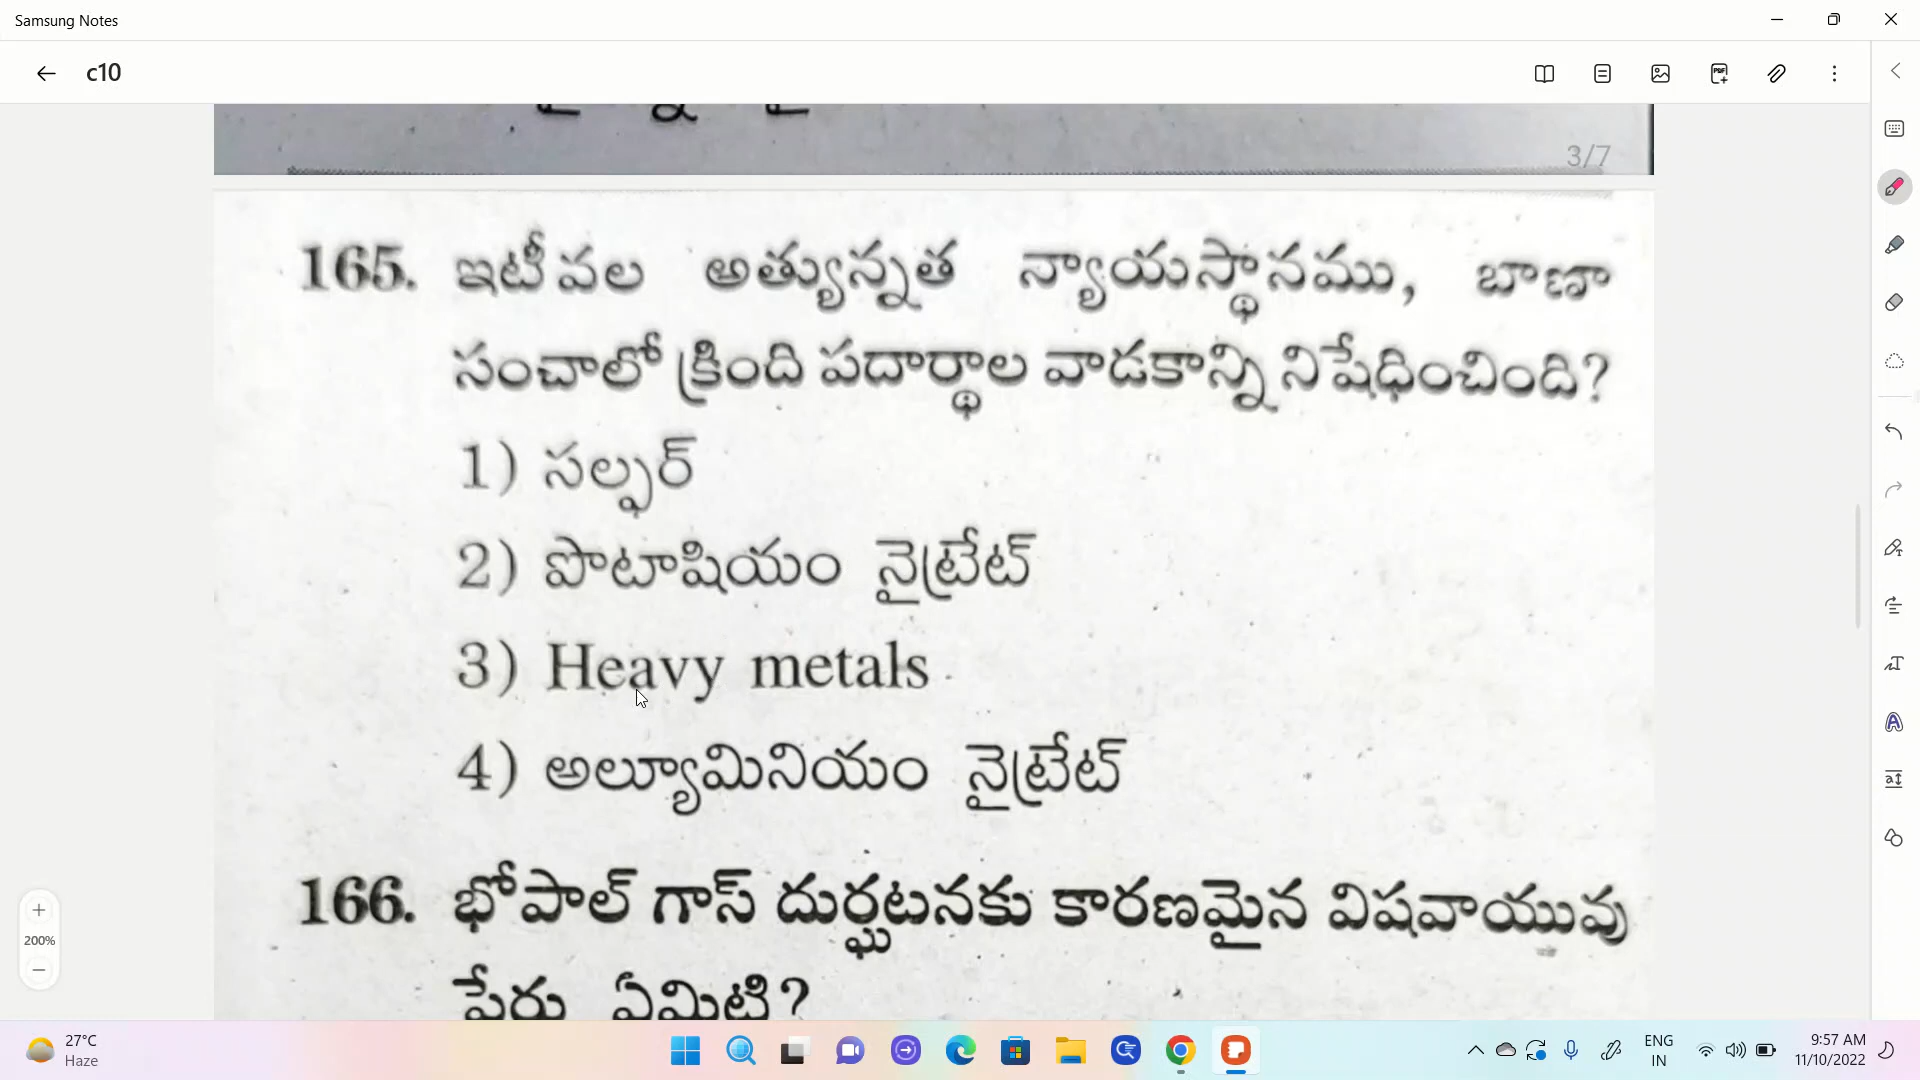 Samsung Notes
c10
3/7
165. ఇటీవల అత్యున్నత న్యాయస్థానము, బాణా
సంచాలో క్రింది పదార్థాల వాడకాన్ని నిషేధించింది?
1) సల్ఫర్
2) పొటాషియం నైట్రేట్
3) Heavy metals
4) అల్యూమినియం నైట్రేట్
166. భోపాల్ గాస్ దుర్ఘటనకు కారణమైన విషవాయువు
పేరు ఏమిటి?
200%
27°C
Haze
ENG
IN
9:57 AM
11/10/2022